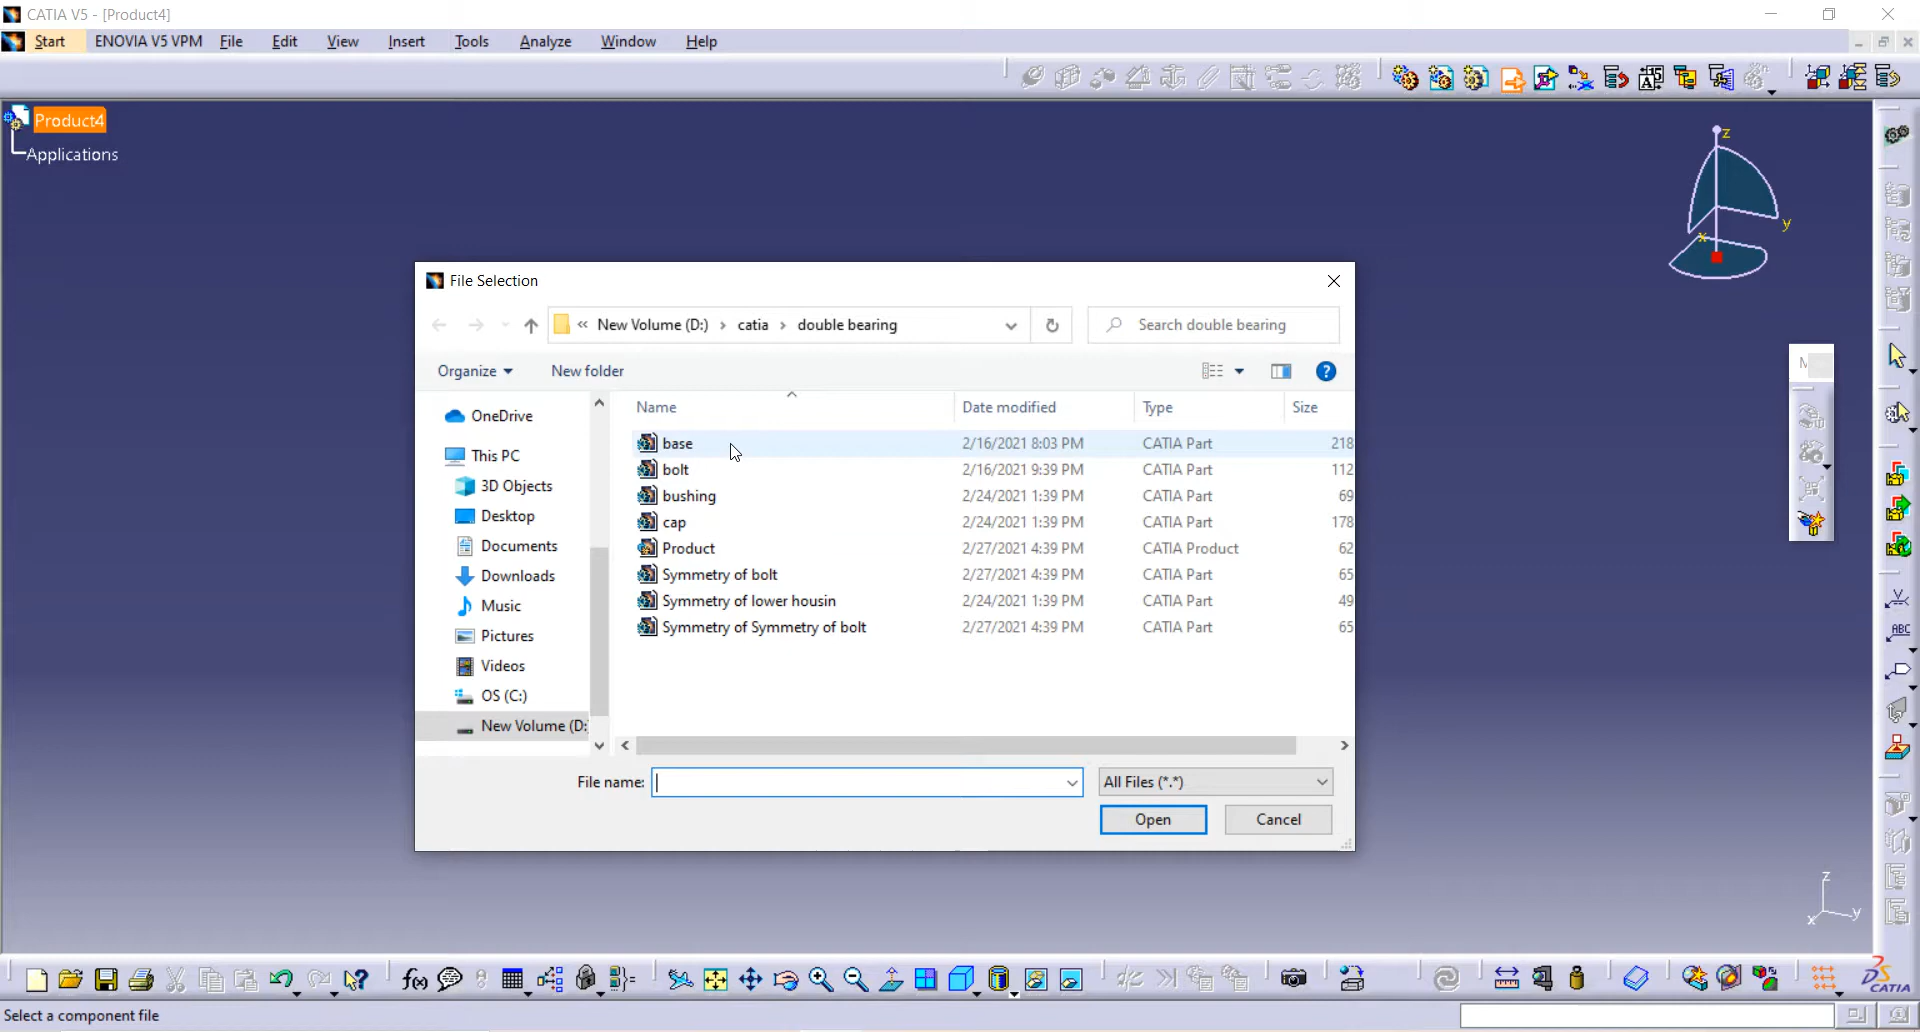 CATIA V5 - [Product4]
Start ENOVIA V5 VPM File Edit View Insert Tools Analyze Window Help
Product4
Applications
z
y
x
File Selection
« New Volume (D:) › catia › double bearing
Search double bearing
Organize
New folder
OneDrive
This PC
3D Objects
Desktop
Documents
Downloads
Music
Pictures
Videos
OS (C:)
New Volume (D:
Name Date modified Type Size
base 2/16/2021 8:03 PM CATIA Part 218
bolt 2/16/2021 9:39 PM CATIA Part 112
bushing 2/24/2021 1:39 PM CATIA Part 69
cap 2/24/2021 1:39 PM CATIA Part 178
Product 2/27/2021 4:39 PM CATIA Product 62
Symmetry of bolt 2/27/2021 4:39 PM CATIA Part 65
Symmetry of lower housin 2/24/2021 1:39 PM CATIA Part 49
Symmetry of Symmetry of bolt 2/27/2021 4:39 PM CATIA Part 65
File name:
All Files (*.*)
Open
Cancel
M
ABC
z
x
y
f(x)
CATIA
Select a component file